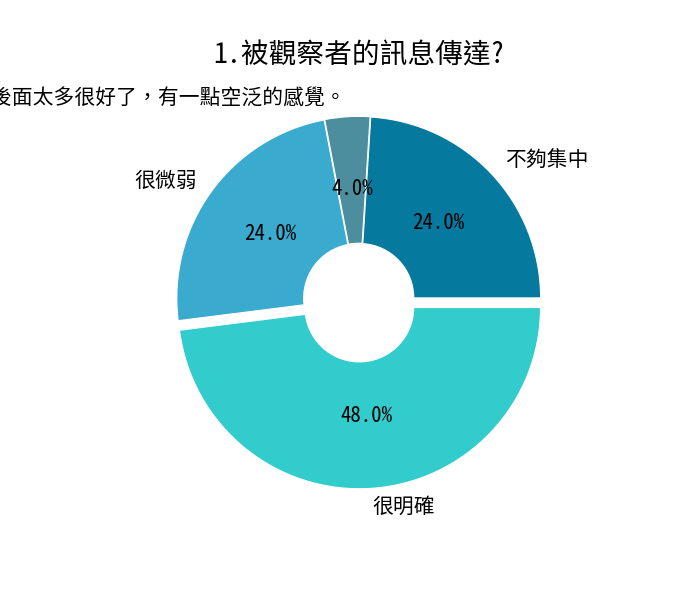 1.被觀察者的訊息傳達?
後面太多很好了，有一點空泛的感覺。
不夠集中
很微弱
4.0%
24.0%
24.0%
48.0%
很明確